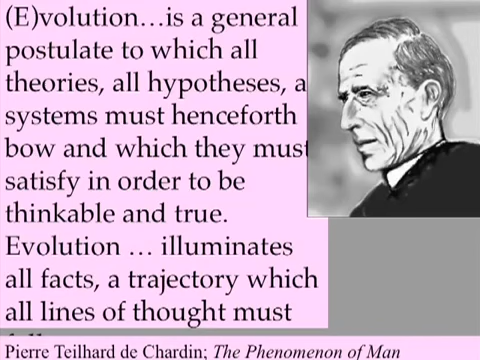 (E)volution…is a general
postulate to which all
theories, all hypotheses, a
systems must henceforth
bow and which they must
satisfy in order to be
thinkable and true.
Evolution … illuminates
all facts, a trajectory which
all lines of thought must
Pierre Teilhard de Chardin; The Phenomenon of Man